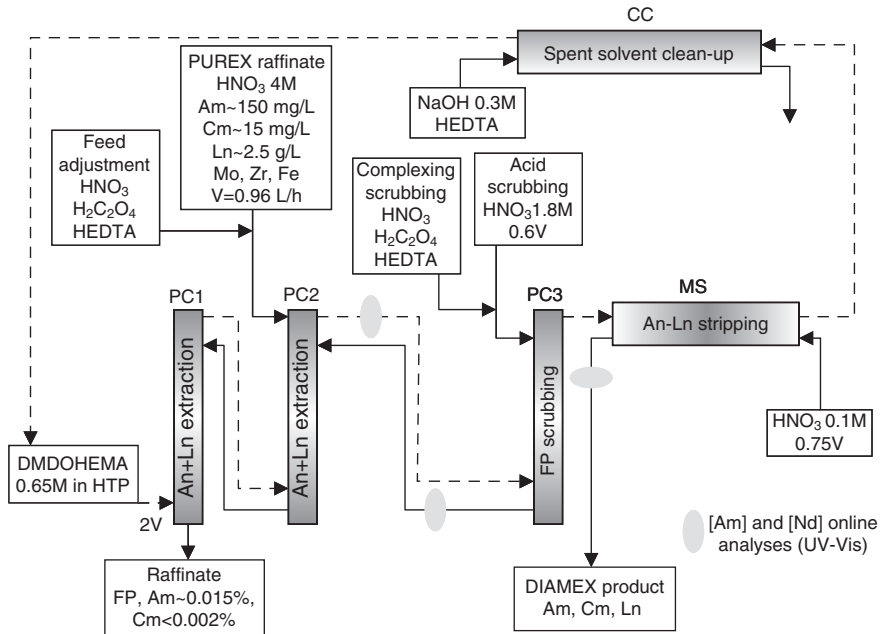 CC
Spent solvent clean-up
NaOH 0.3M
HEDTA
PUREX raffinate
HNO₃ 4M
Am~150 mg/L
Cm~15 mg/L
Ln~2.5 g/L
Mo, Zr, Fe
V=0.96 L/h
Feed
adjustment
HNO₃
H₂C₂O₄
HEDTA
Complexing
scrubbing
HNO₃
H₂C₂O₄
HEDTA
Acid
scrubbing
HNO₃1.8M
0.6V
PC1
An+Ln extraction
PC2
An+Ln extraction
PC3
FP scrubbing
MS
An-Ln stripping
HNO₃ 0.1M
0.75V
DMDOHEMA
0.65M in HTP
2V
Raffinate
FP, Am~0.015%,
Cm<0.002%
DIAMEX product
Am, Cm, Ln
[Am] and [Nd] online
analyses (UV-Vis)